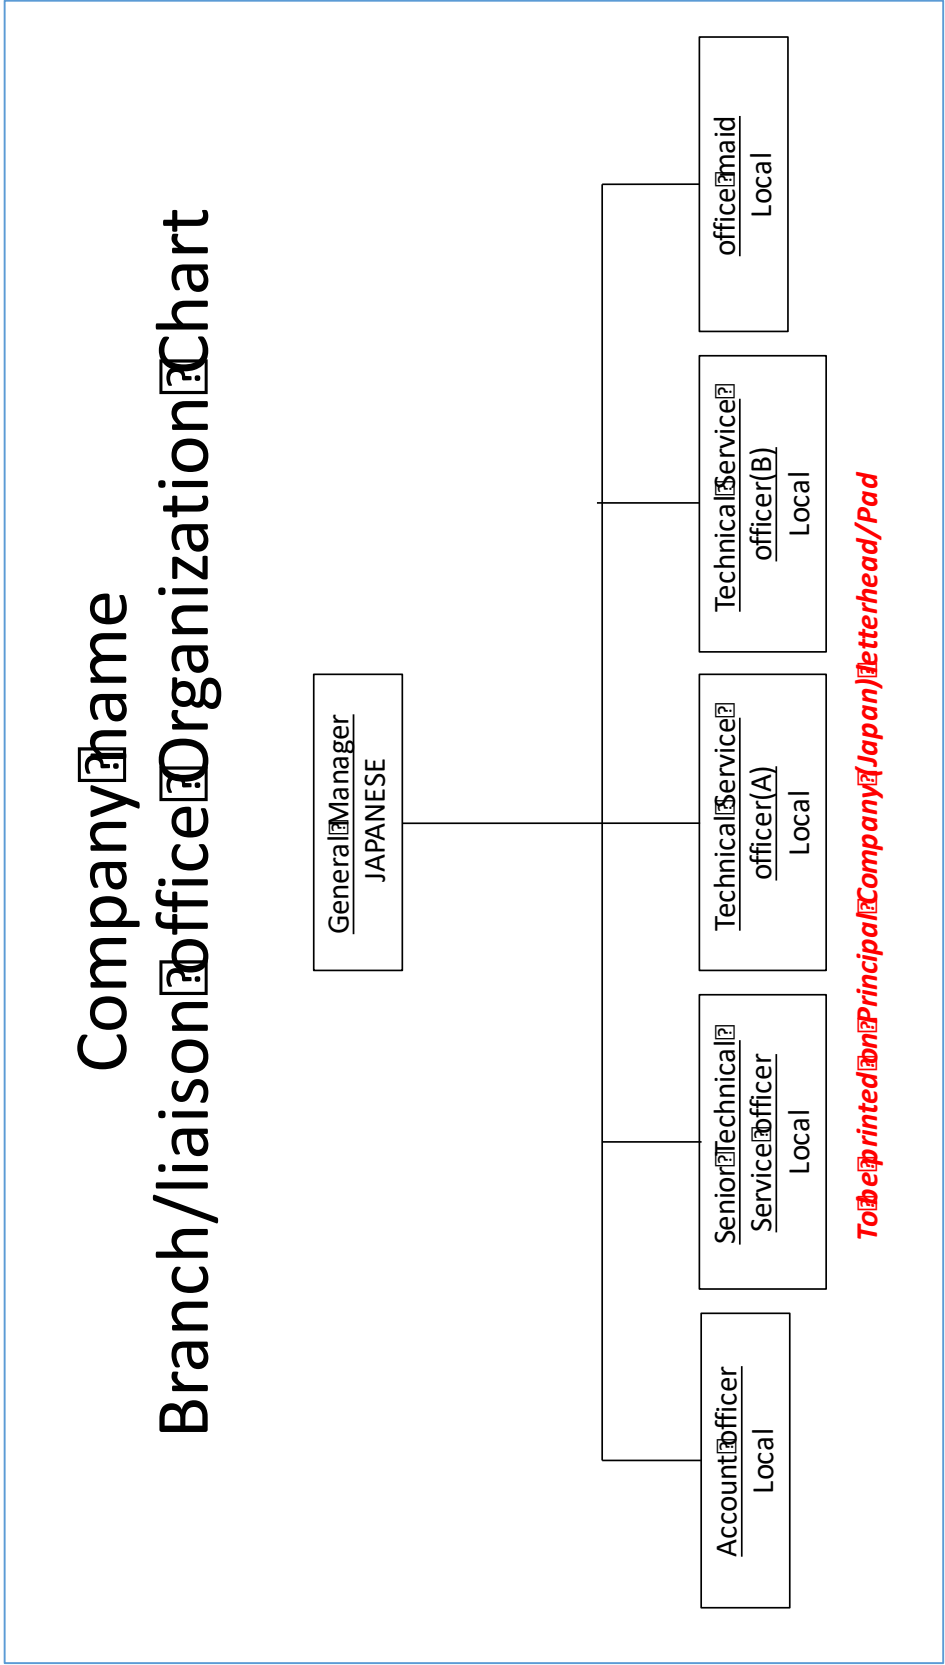 Company name
Branch/liaison office Organization Chart
General Manager
JAPANESE
Account officer
Local
Senior Technical
Service officer
Local
Technical Service
officer(A)
Local
Technical Service
officer(B)
Local
office maid
Local
To be printed on Principal Company (Japan) letterhead/Pad